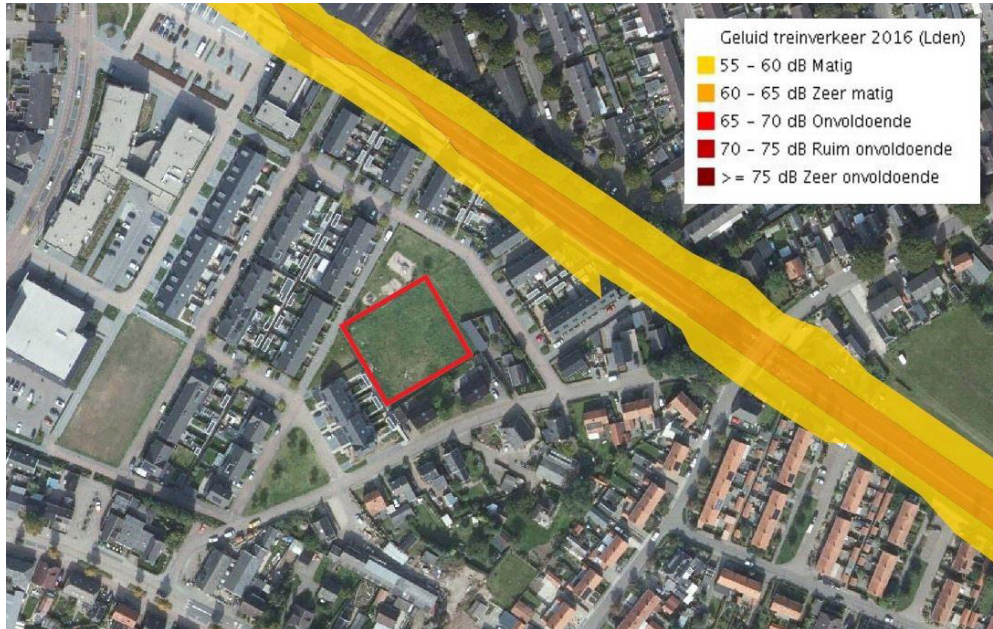 Geluid treinverkeer 2016 (Lden)
55 - 60 dB Matig
60 - 65 dB Zeer matig
65 - 70 dB Onvoldoende
70 - 75 dB Ruim onvoldoende
>= 75 dB Zeer onvoldoende